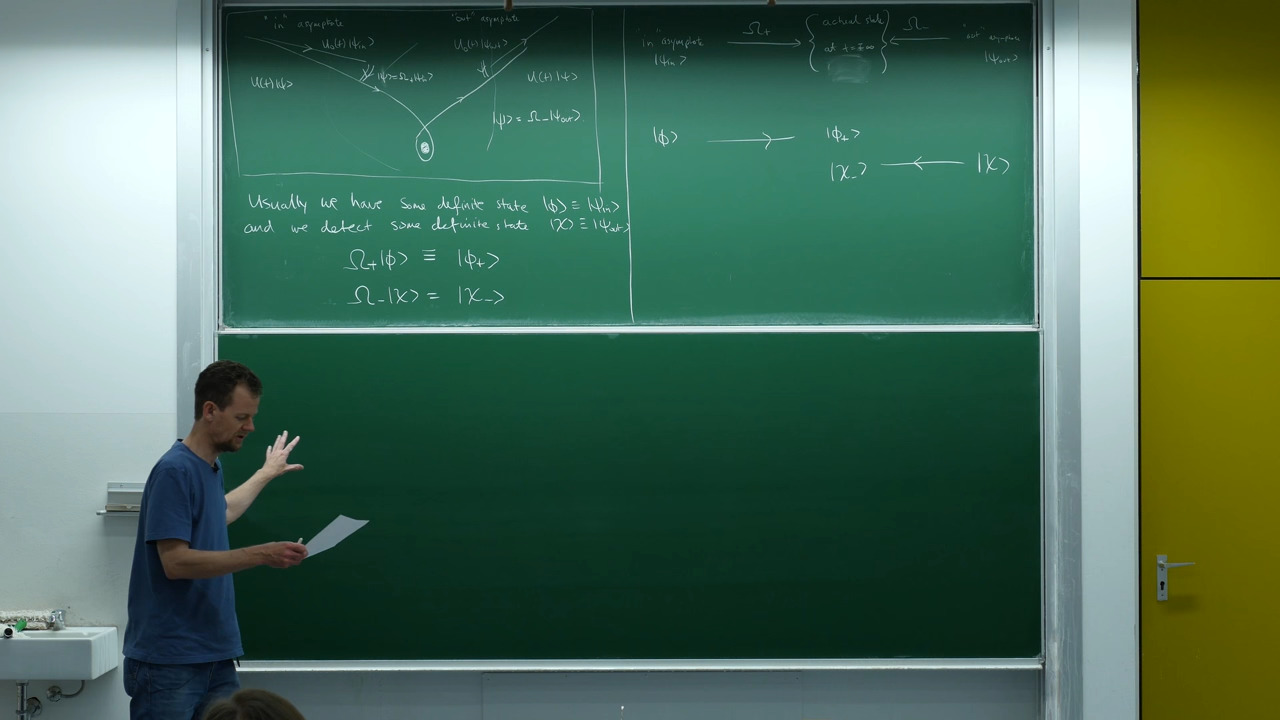 "in" asymptote
U₀(t)|ψin⟩
U(t)|ψ⟩
|ψ⟩=Ω₊|ψin⟩
"out" asymptote
U₀(t)|ψout⟩
U(t)|ψ⟩
|ψ⟩ = Ω₋|ψout⟩
Usually we have some definite state |ϕ⟩ ≡ |ψin⟩
and we detect some definite state |χ⟩ ≡ |ψout⟩
Ω₊|ϕ⟩ ≡ |ϕ₊⟩
Ω₋|χ⟩ = |χ₋⟩
"in" asymptote
|ψin⟩
Ω₊
{ actual state
at t=±∞ }
Ω₋
"out" asymptote
|ψout⟩
|ϕ⟩ → |ϕ₊⟩
|χ₋⟩ ← |χ⟩